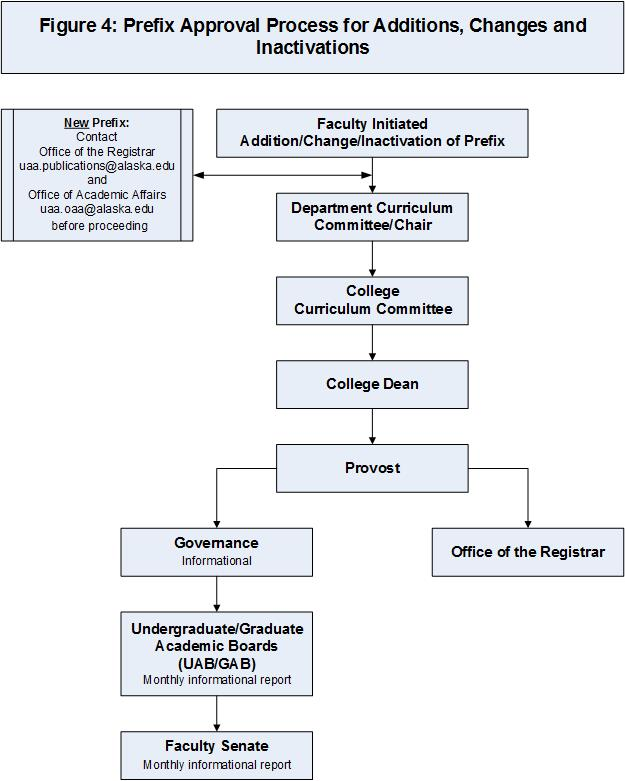 Figure 4: Prefix Approval Process for Additions, Changes and
Inactivations
New Prefix:
Contact
Office of the Registrar
uaa.publications@alaska.edu
and
Office of Academic Affairs
uaa.oaa@alaska.edu
before proceeding
Faculty Initiated
Addition/Change/Inactivation of Prefix
Department Curriculum
Committee/Chair
College
Curriculum Committee
College Dean
Provost
Governance
Informational
Office of the Registrar
Undergraduate/Graduate
Academic Boards
(UAB/GAB)
Monthly informational report
Faculty Senate
Monthly informational report